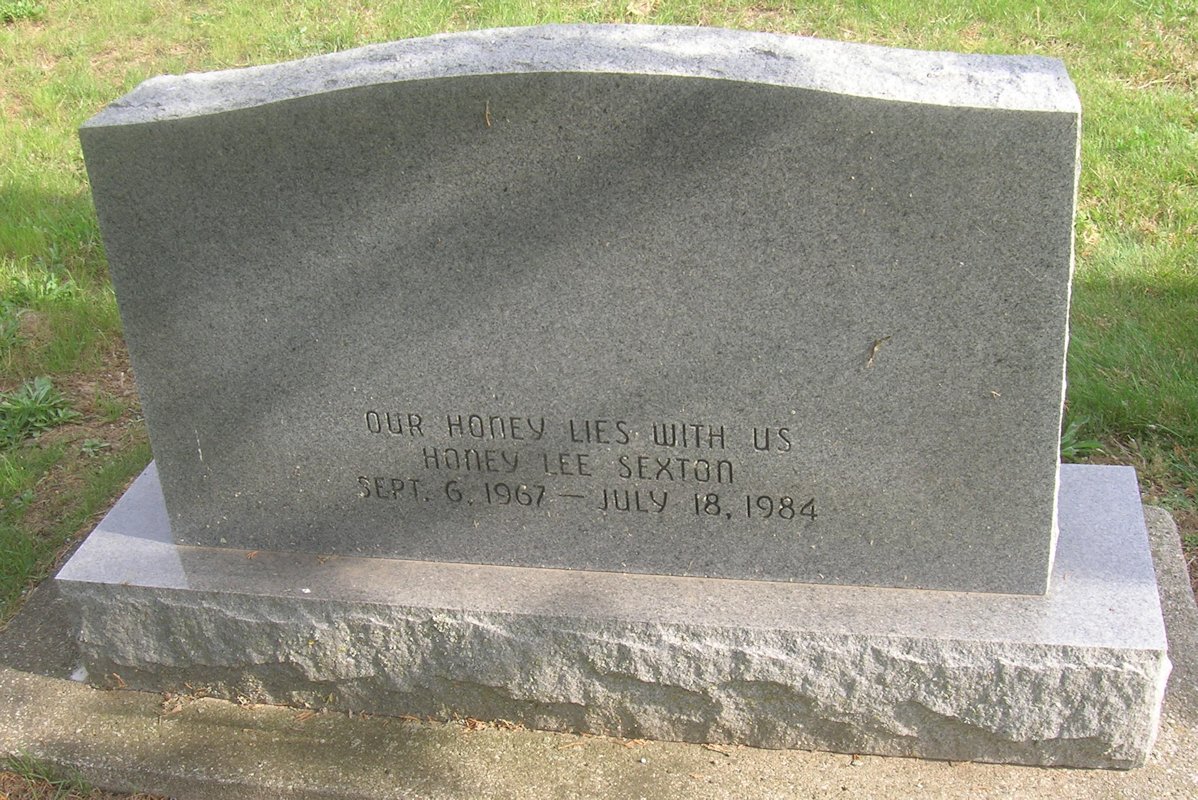 OUR HONEY LIES WITH US
HONEY LEE SEXTON
SEPT. 6, 1967 — JULY 18, 1984